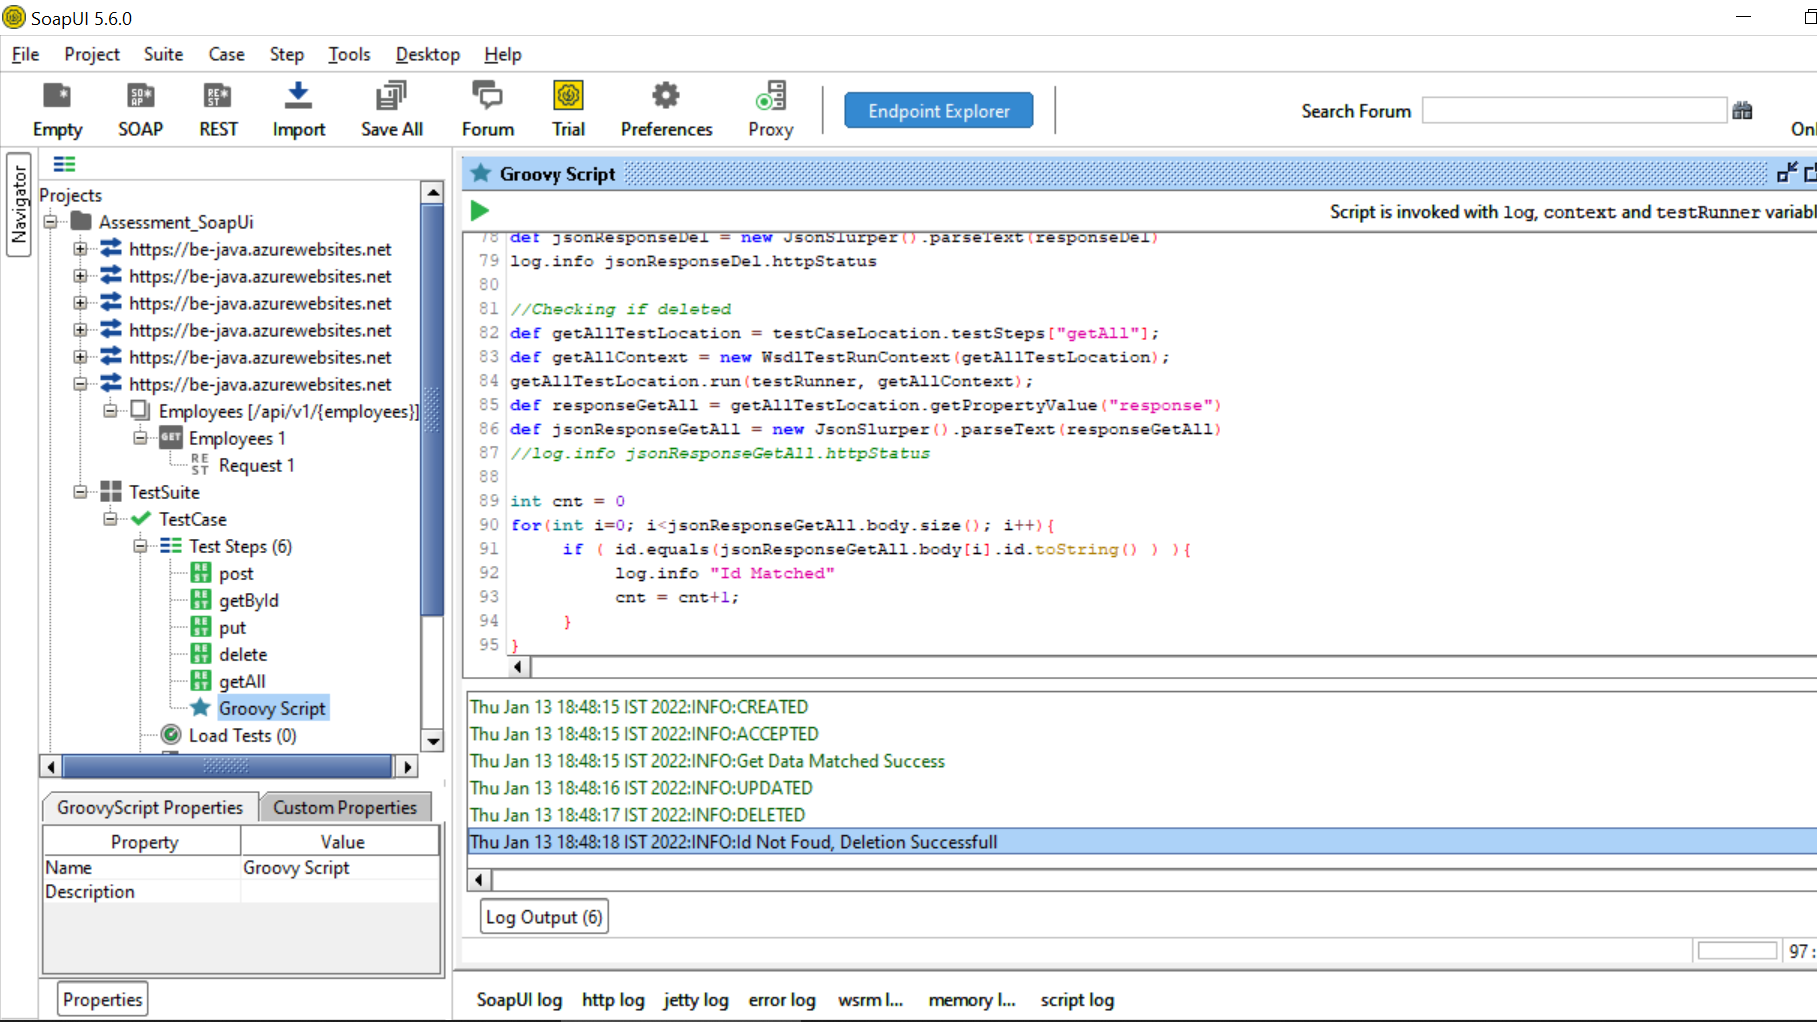 SoapUI 5.6.0
File Project Suite Case Step Tools Desktop Help
Empty SOAP REST Import Save All Forum Trial Preferences Proxy Endpoint Explorer Search Forum
Navigator
Projects
Assessment_SoapUi
https://be-java.azurewebsites.net
https://be-java.azurewebsites.net
https://be-java.azurewebsites.net
https://be-java.azurewebsites.net
https://be-java.azurewebsites.net
https://be-java.azurewebsites.net
Employees [/api/v1/{employees}]
GET Employees 1
REST Request 1
TestSuite
TestCase
Test Steps (6)
REST post
REST getById
REST put
REST delete
REST getAll
Groovy Script
Load Tests (0)
GroovyScript Properties Custom Properties
Property Value
Name Groovy Script
Description
Properties
Groovy Script
Script is invoked with log, context and testRunner variabl
78 def jsonResponseDel = new JsonSlurper().parseText(responseDel)
79 log.info jsonResponseDel.httpStatus
80
81 //Checking if deleted
82 def getAllTestLocation = testCaseLocation.testSteps["getAll"];
83 def getAllContext = new WsdlTestRunContext(getAllTestLocation);
84 getAllTestLocation.run(testRunner, getAllContext);
85 def responseGetAll = getAllTestLocation.getPropertyValue("response")
86 def jsonResponseGetAll = new JsonSlurper().parseText(responseGetAll)
87 //log.info jsonResponseGetAll.httpStatus
88
89 int cnt = 0
90 for(int i=0; i<jsonResponseGetAll.body.size(); i++){
91 if ( id.equals(jsonResponseGetAll.body[i].id.toString() ) ){
92 log.info "Id Matched"
93 cnt = cnt+1;
94 }
95 }
Thu Jan 13 18:48:15 IST 2022:INFO:CREATED
Thu Jan 13 18:48:15 IST 2022:INFO:ACCEPTED
Thu Jan 13 18:48:15 IST 2022:INFO:Get Data Matched Success
Thu Jan 13 18:48:16 IST 2022:INFO:UPDATED
Thu Jan 13 18:48:17 IST 2022:INFO:DELETED
Thu Jan 13 18:48:18 IST 2022:INFO:Id Not Foud, Deletion Successfull
Log Output (6)
97 :
SoapUI log http log jetty log error log wsrm l... memory l... script log